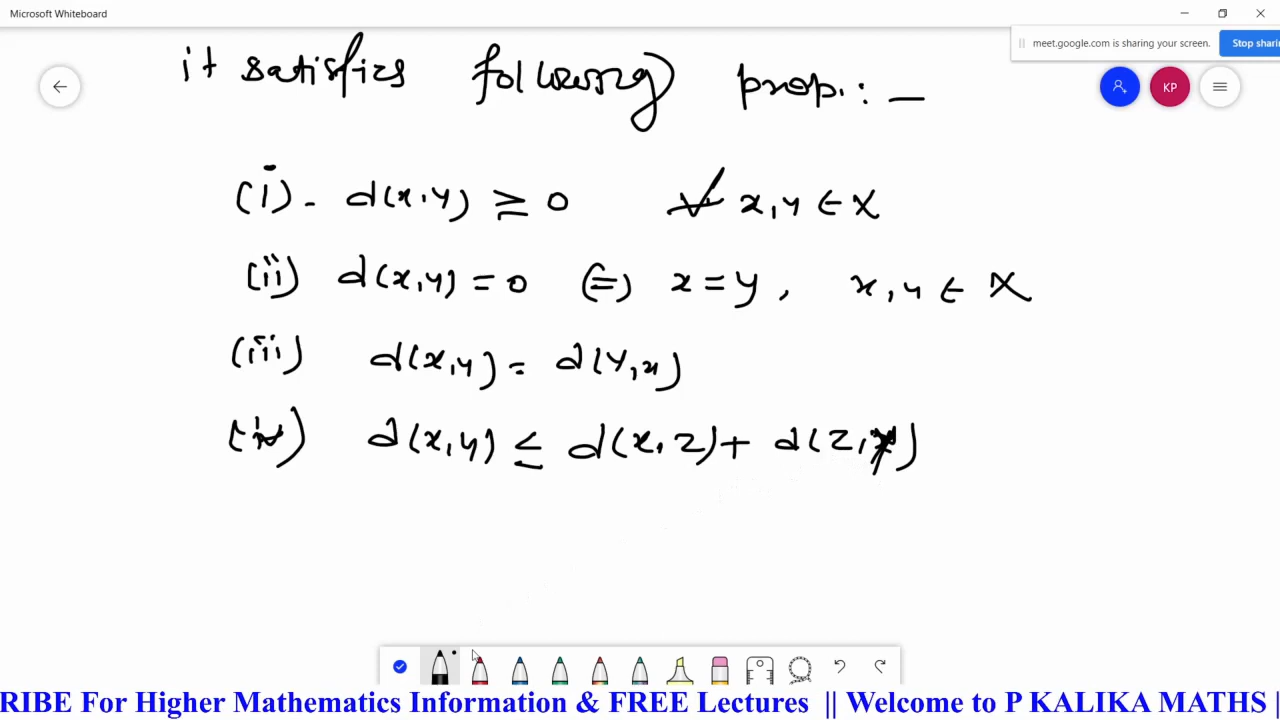 Microsoft Whiteboard
meet.google.com is sharing your screen. Stop sharin
KP
it satisfies following prop.: —
(i) - d(x,y) ≥ 0 ∀ x,y ∈ X
(ii) d(x,y) = 0 (=) x = y, x,y ∈ X
(iii) d(x,y) = d(y,x)
(iv) d(x,y) ≤ d(x,z) + d(z,y)
RIBE For Higher Mathematics Information & FREE Lectures || Welcome to P KALIKA MATHS |